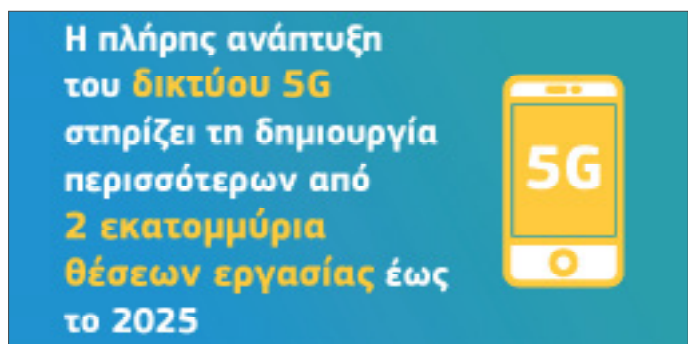 Η πλήρης ανάπτυξη
του δικτύου 5G
στηρίζει τη δημιουργία
περισσότερων από
2 εκατομμύρια
θέσεων εργασίας έως
το 2025
5G